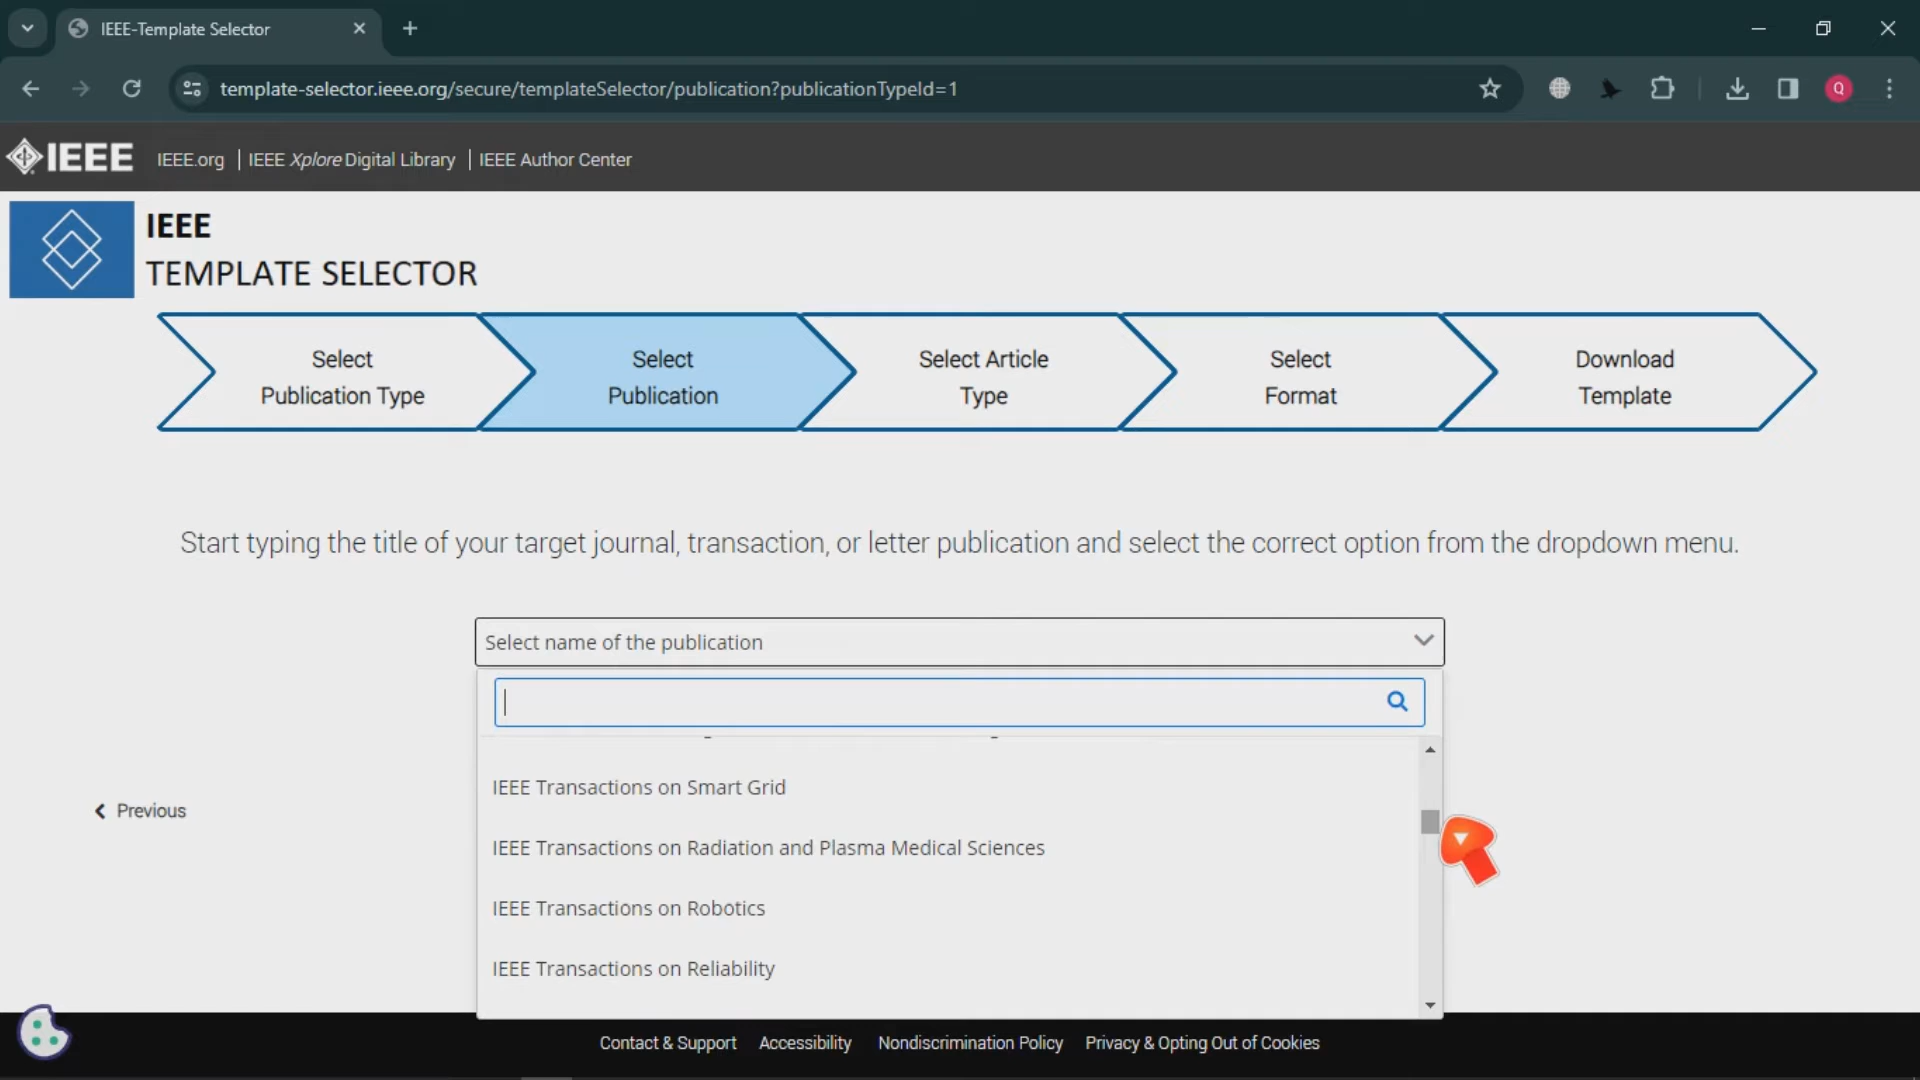 IEEE-Template Selector
template-selector.ieee.org/secure/templateSelector/publication?publicationTypeId=1
Q
IEEE IEEE.org | IEEE Xplore Digital Library | IEEE Author Center
IEEE
TEMPLATE SELECTOR
Select
Publication Type
Select
Publication
Select Article
Type
Select
Format
Download
Template
Start typing the title of your target journal, transaction, or letter publication and select the correct option from the dropdown menu.
Select name of the publication
IEEE Transactions on Smart Grid
Previous
IEEE Transactions on Radiation and Plasma Medical Sciences
IEEE Transactions on Robotics
IEEE Transactions on Reliability
Contact & Support Accessibility Nondiscrimination Policy Privacy & Opting Out of Cookies